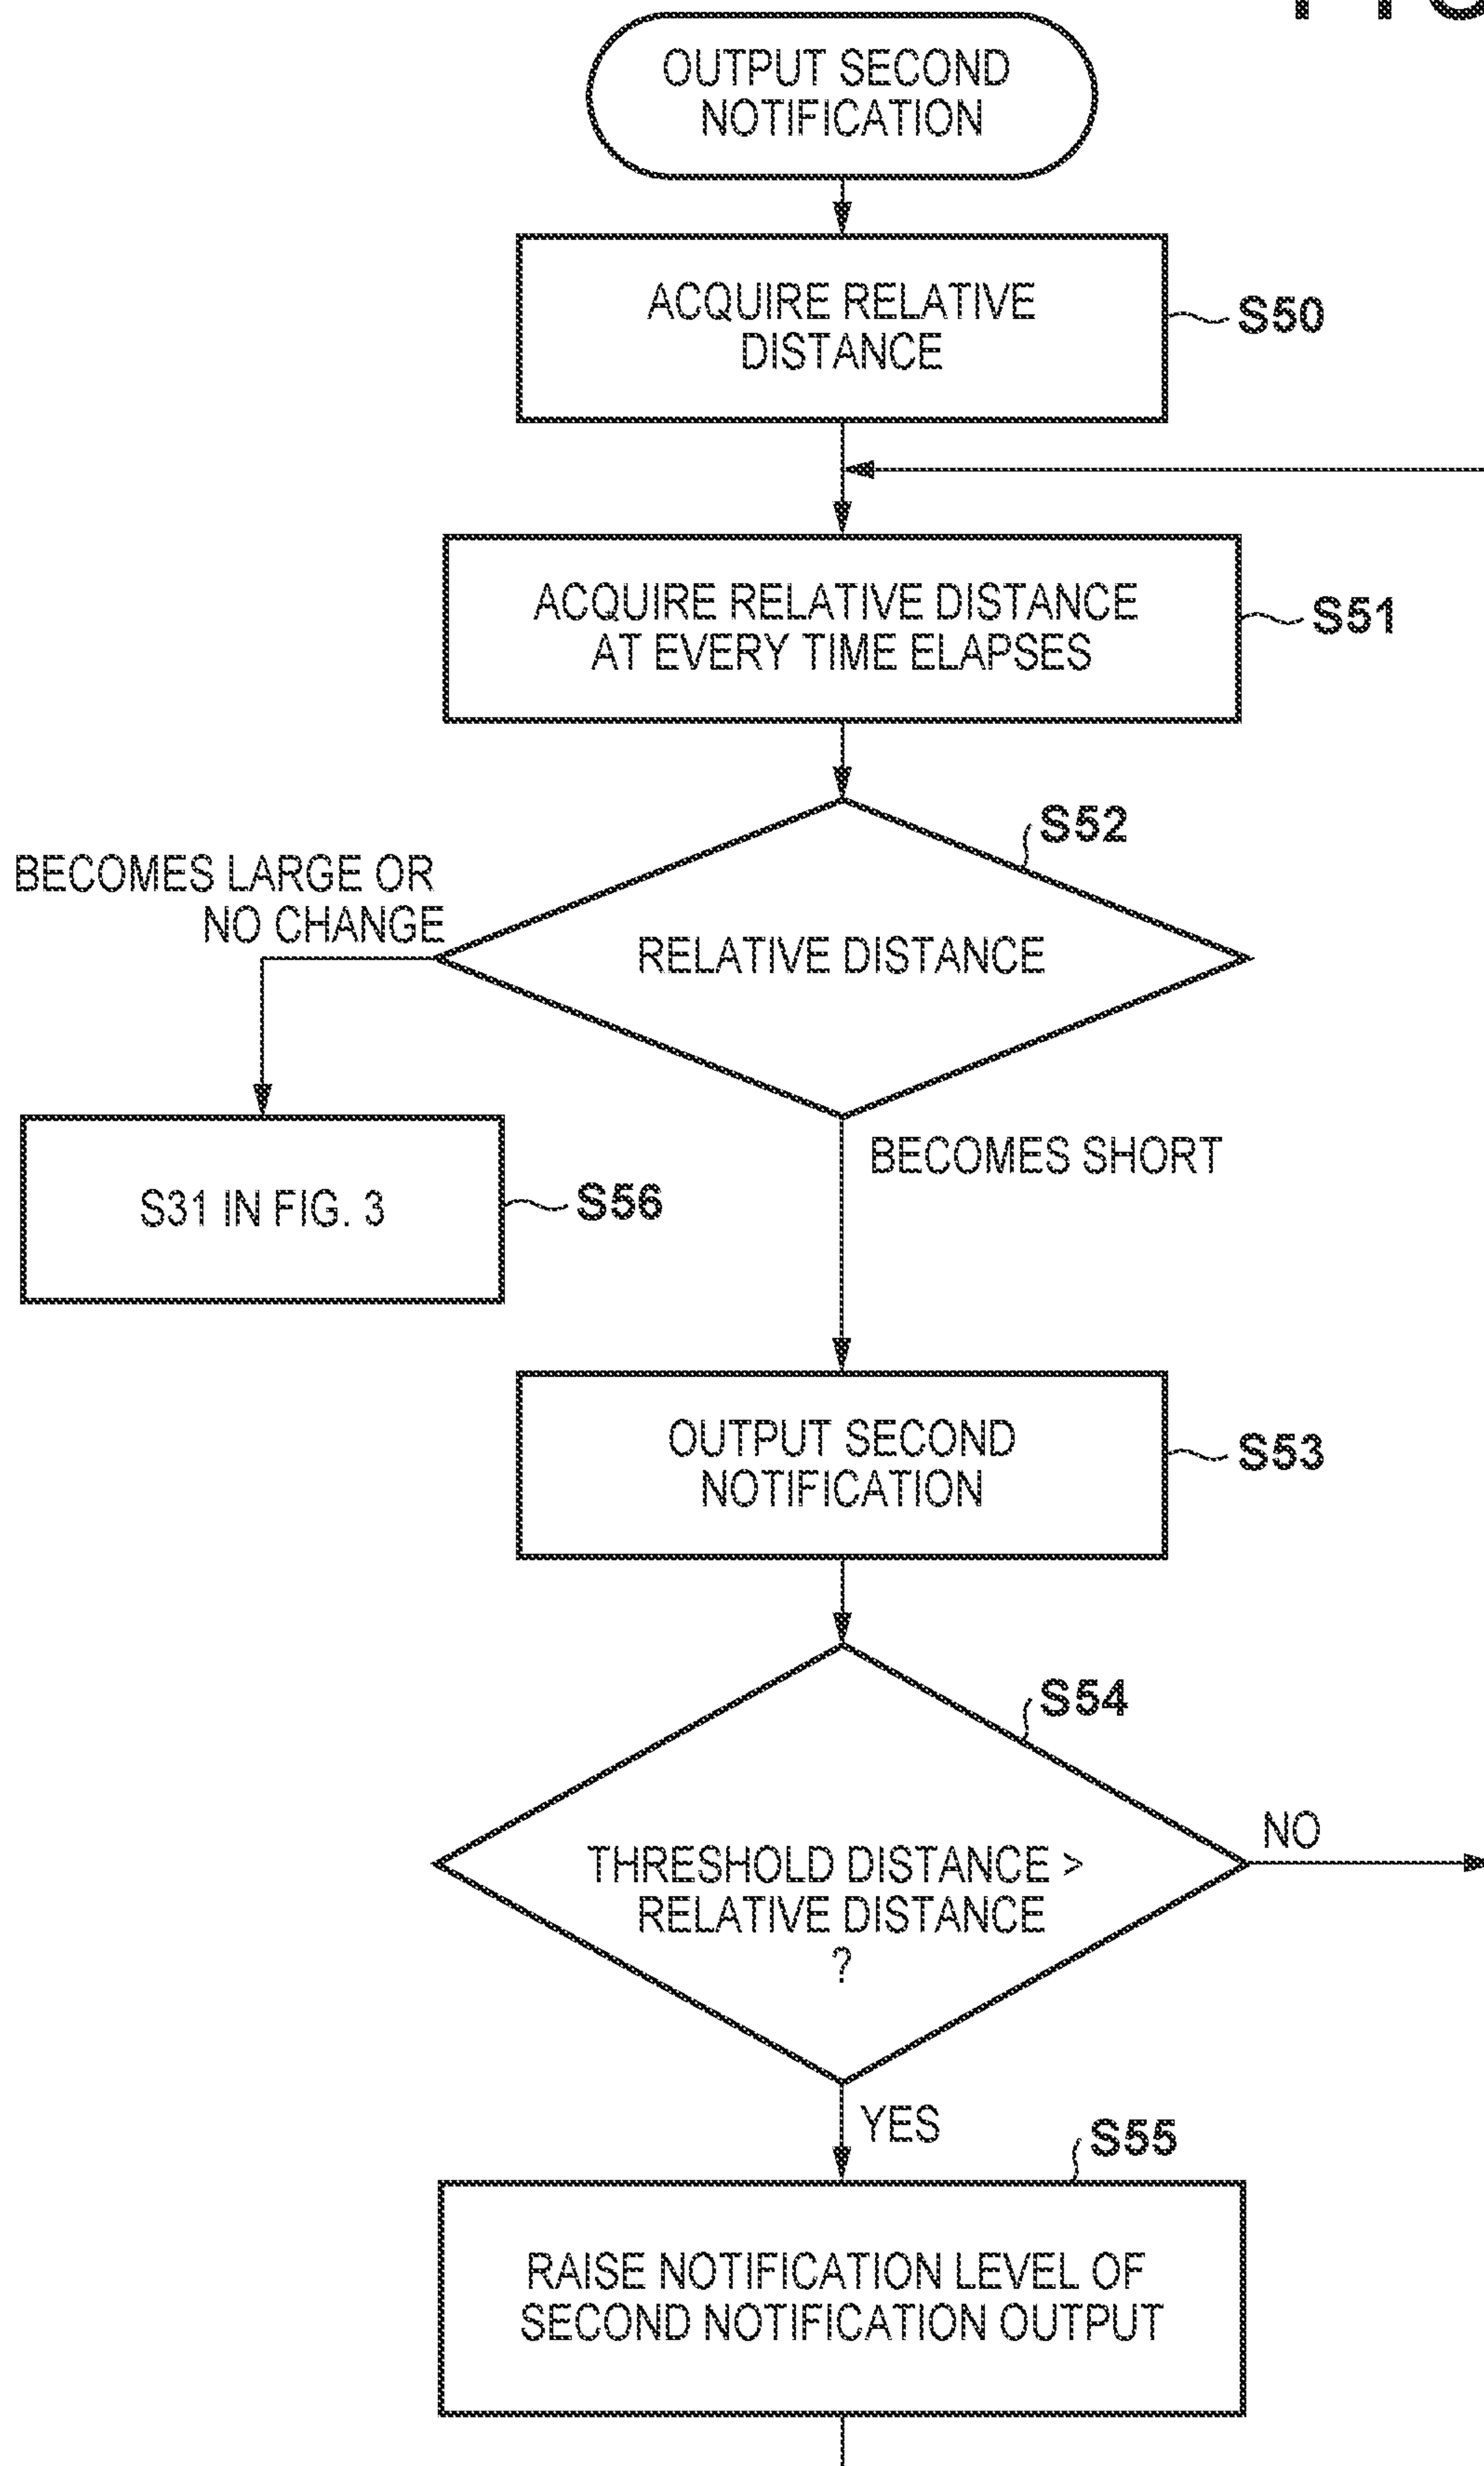 OUTPUT SECOND
NOTIFICATION
ACQUIRE RELATIVE
DISTANCE
S50
ACQUIRE RELATIVE DISTANCE
AT EVERY TIME ELAPSES
S51
S52
BECOMES LARGE OR
NO CHANGE
RELATIVE DISTANCE
BECOMES SHORT
S31 IN FIG. 3
S56
OUTPUT SECOND
NOTIFICATION
S53
S54
THRESHOLD DISTANCE >
RELATIVE DISTANCE
?
NO
YES
S55
RAISE NOTIFICATION LEVEL OF
SECOND NOTIFICATION OUTPUT